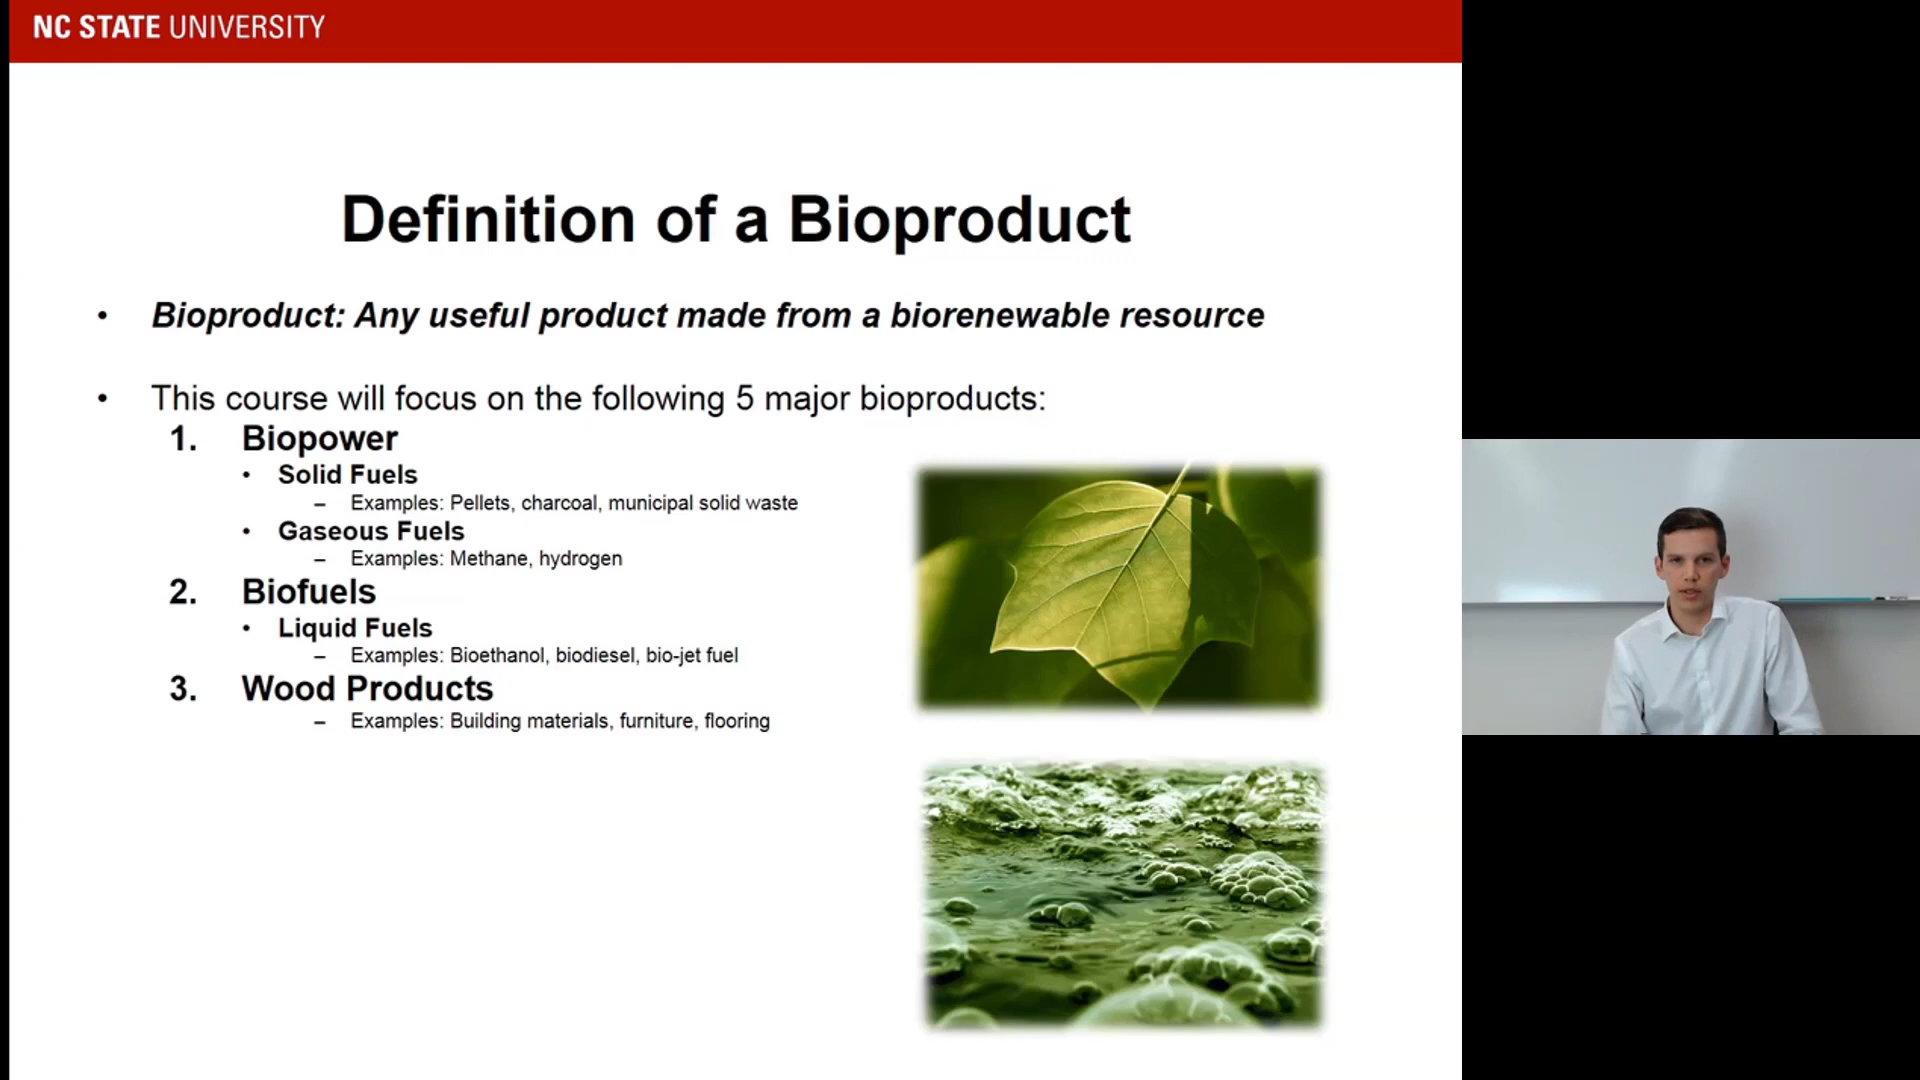 NC STATE UNIVERSITY
Definition of a Bioproduct
• Bioproduct: Any useful product made from a biorenewable resource
• This course will focus on the following 5 major bioproducts:
1. Biopower
• Solid Fuels
– Examples: Pellets, charcoal, municipal solid waste
• Gaseous Fuels
– Examples: Methane, hydrogen
2. Biofuels
• Liquid Fuels
– Examples: Bioethanol, biodiesel, bio-jet fuel
3. Wood Products
– Examples: Building materials, furniture, flooring